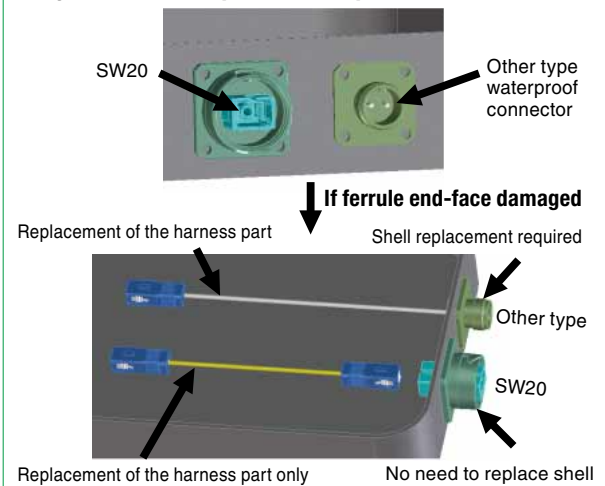 SW20
Other type
waterproof
connector
If ferrule end-face damaged
Replacement of the harness part
Shell replacement required
Other type
SW20
Replacement of the harness part only
No need to replace shell